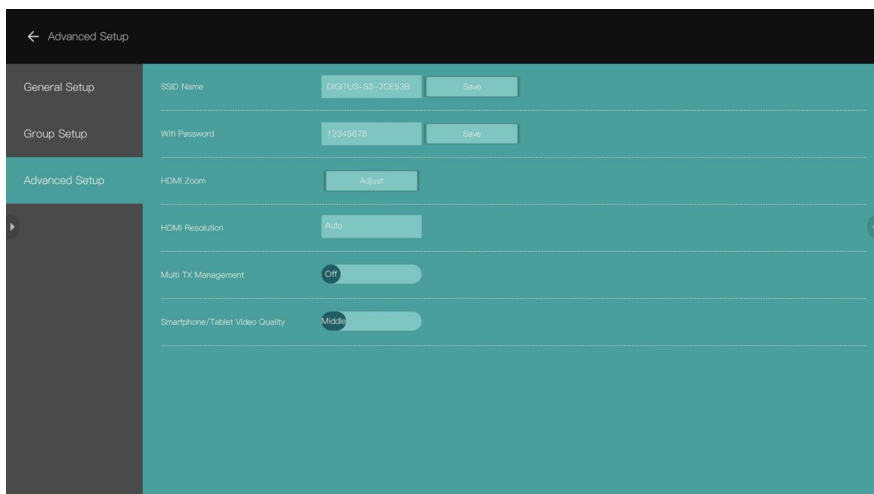 Advanced Setup
General Setup
Group Setup
Advanced Setup
SSID Name DIGITUS-S3-7CE53B Save
Wifi Password 12345678 Save
HDMI Zoom Adjust
HDMI Resolution Auto
Multi TX Management Off
Smartphone/Tablet Video Quality Middle